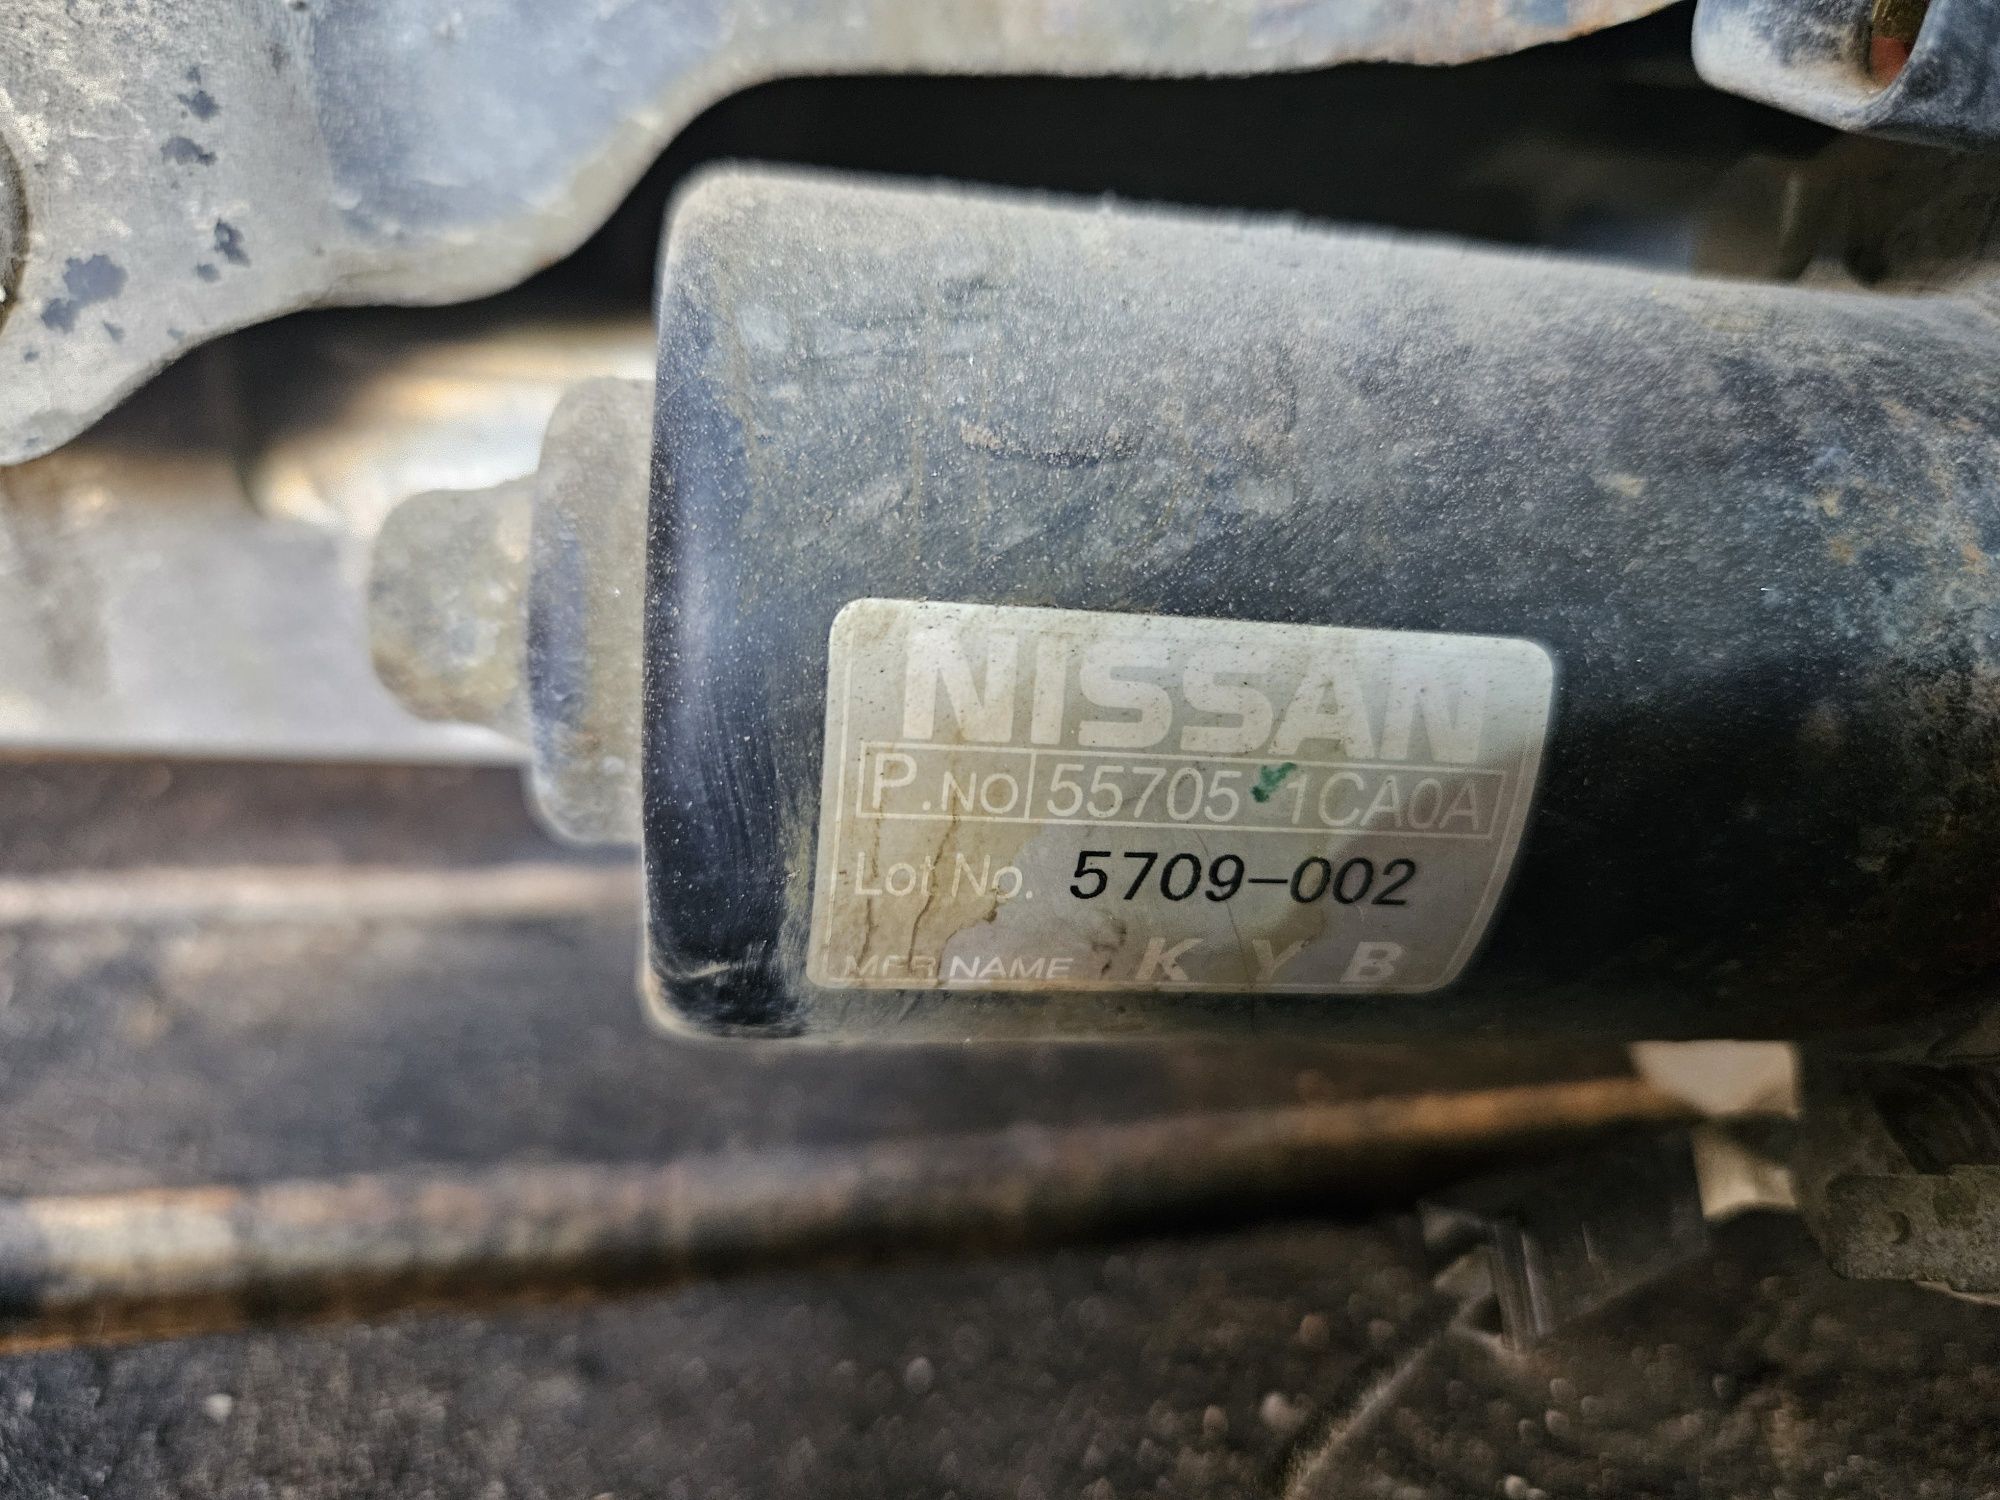 NISSAN
P.NO 55705-1CA0A
Lot No. 5709-002
MFR NAME K Y B